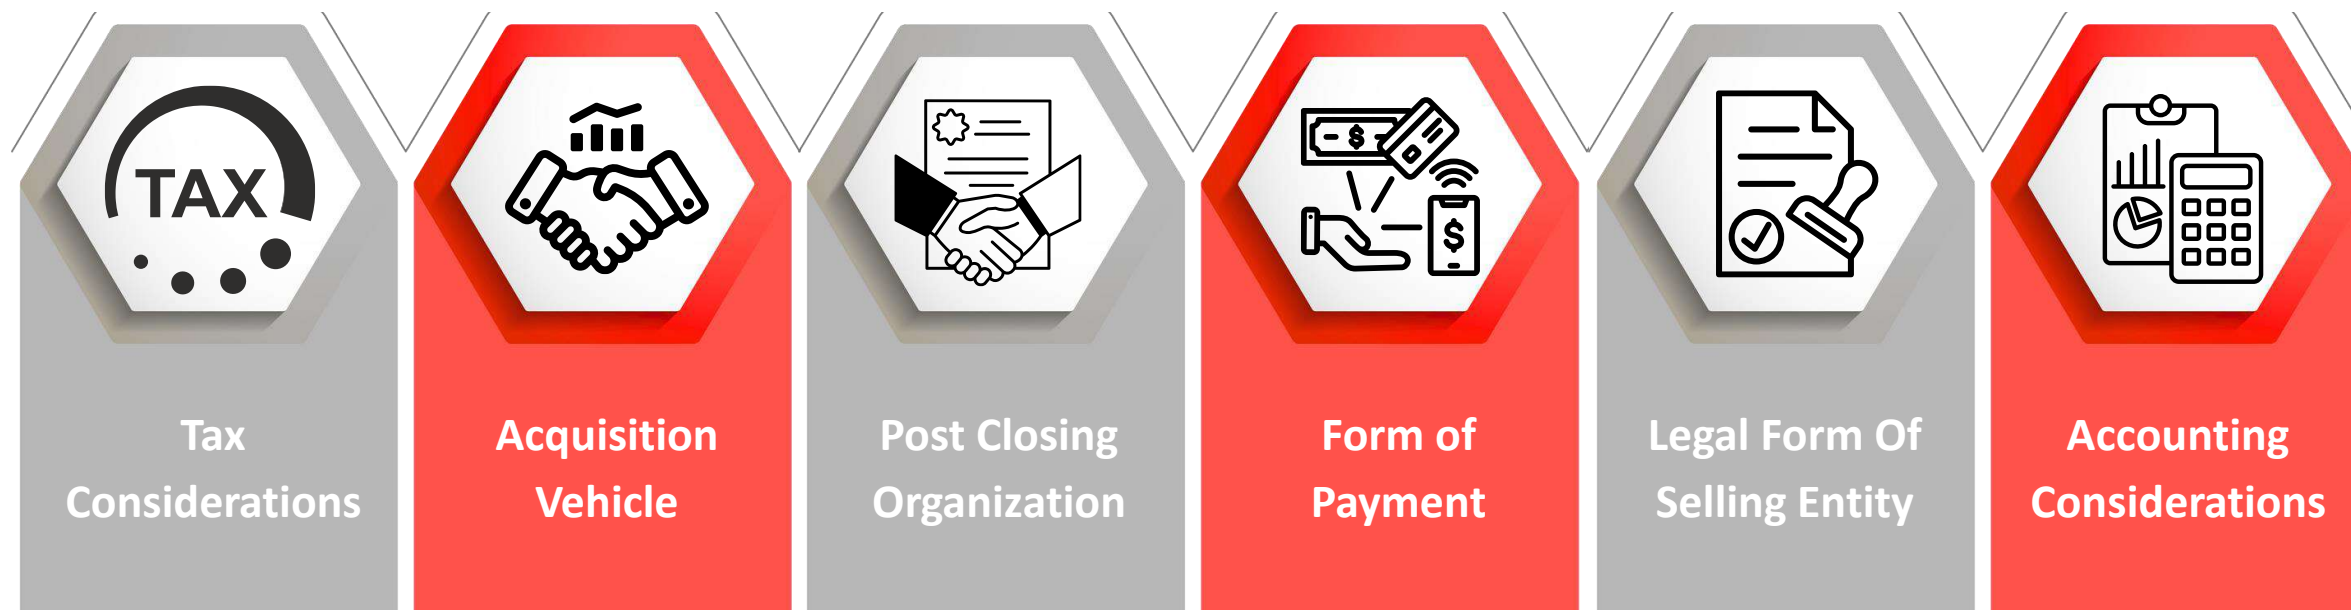 TAX
Tax
Considerations
Acquisition
Vehicle
Post Closing
Organization
$
$
Form of
Payment
Legal Form Of
Selling Entity
Accounting
Considerations